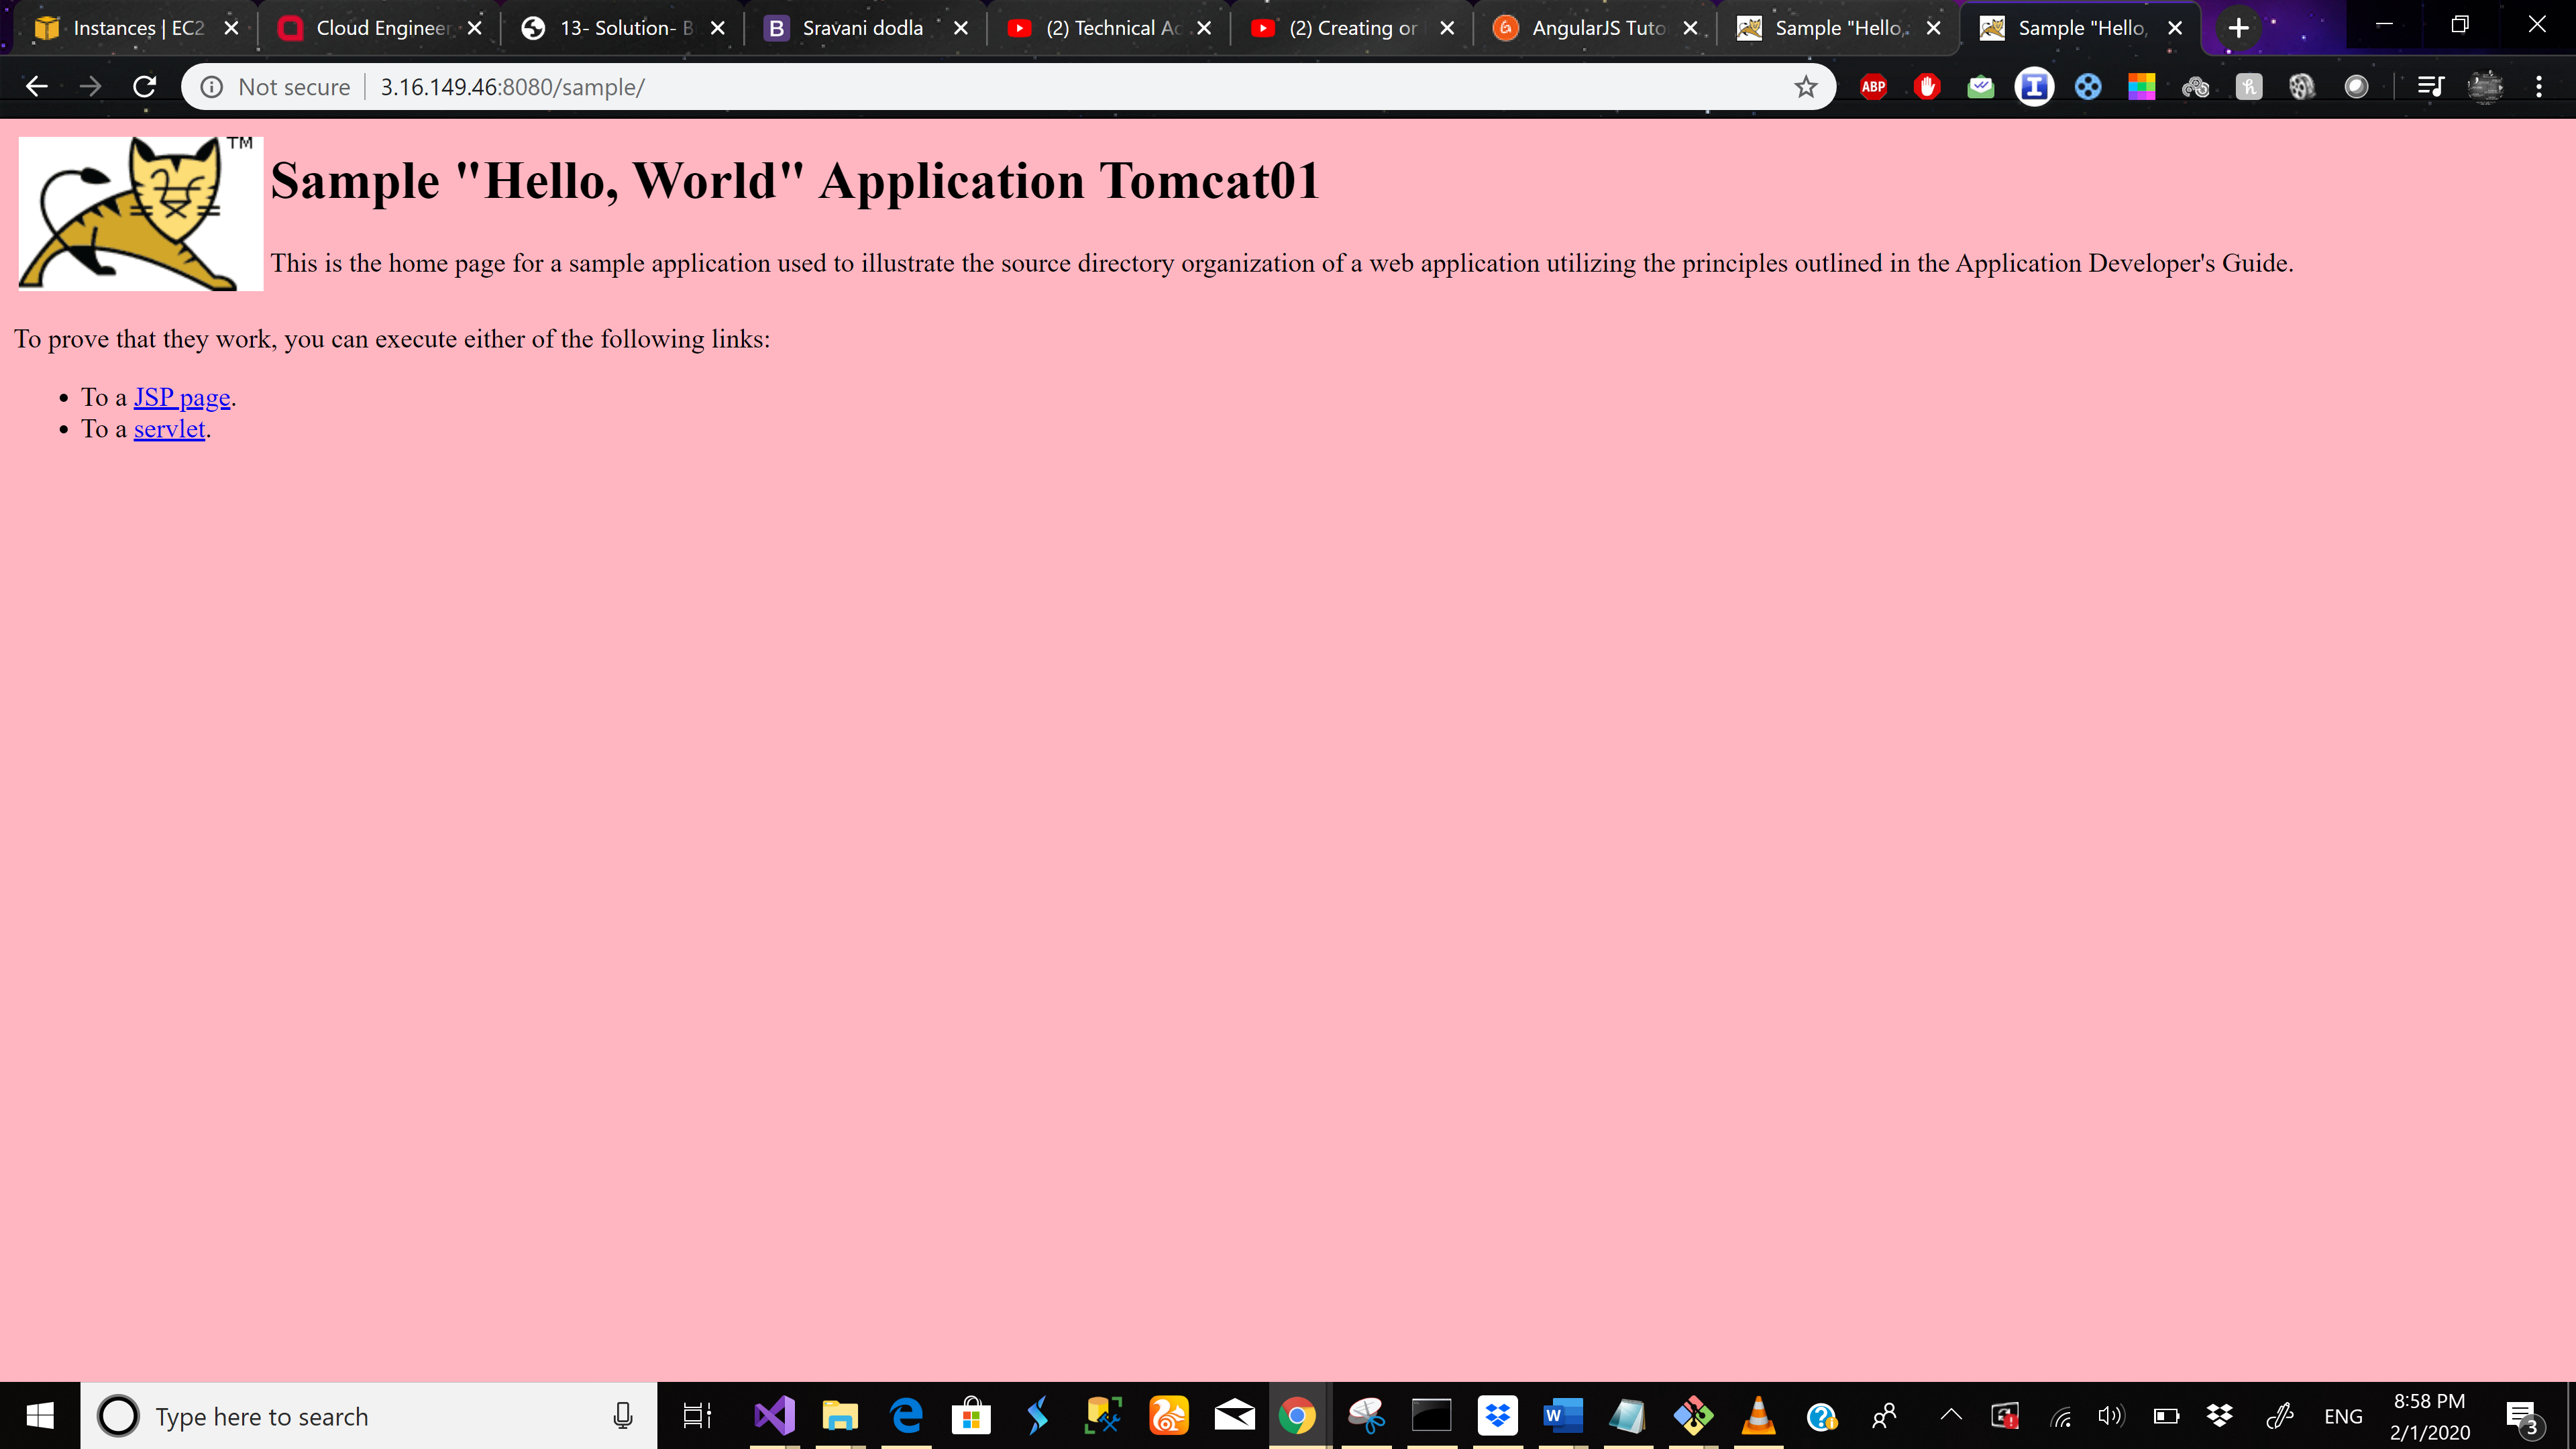 Instances | EC2
Cloud Engineer
13- Solution- B
Sravani dodla
(2) Technical Ac
(2) Creating or
AngularJS Tuto
Sample "Hello,
Sample "Hello,
Not secure
3.16.149.46:8080/sample/
ABP
TM
Sample "Hello, World" Application Tomcat01
This is the home page for a sample application used to illustrate the source directory organization of a web application utilizing the principles outlined in the Application Developer's Guide.
To prove that they work, you can execute either of the following links:
• To a JSP page.
• To a servlet.
Type here to search
ENG
8:58 PM
2/1/2020
3